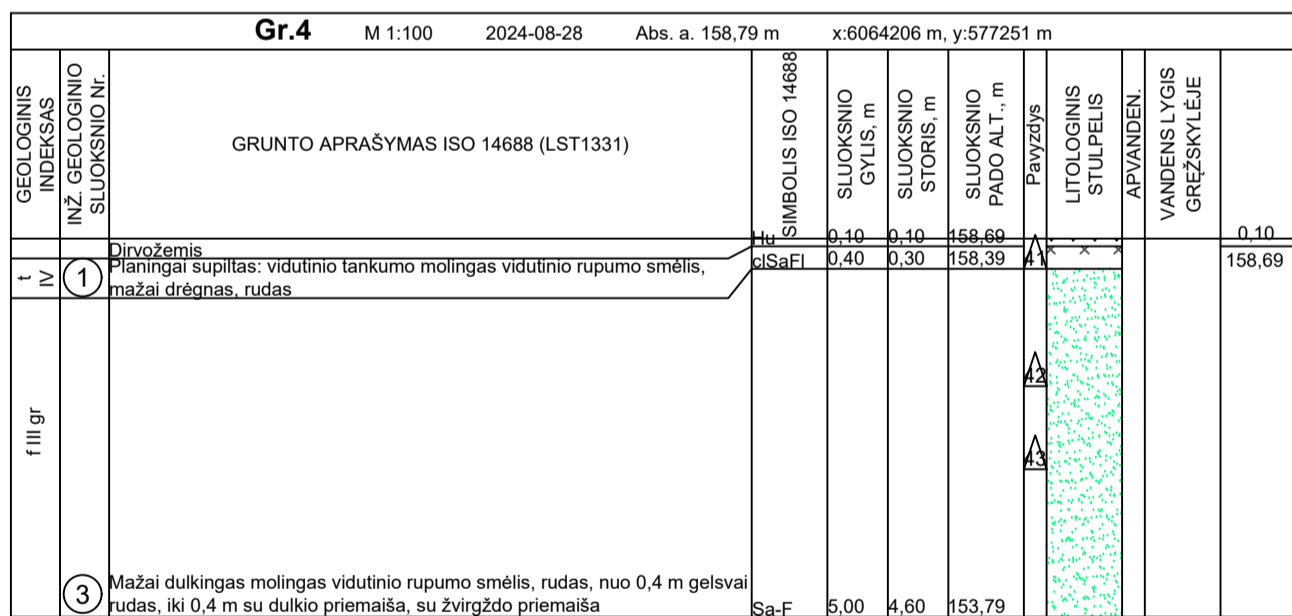 Gr.4 M 1:100 2024-08-28 Abs. a. 158,79 m x:6064206 m, y:577251 m
GEOLOGINIS
INDEKSAS
INŽ. GEOLOGINIO
SLUOKSNIO Nr.
GRUNTO APRAŠYMAS ISO 14688 (LST1331)
SIMBOLIS ISO 14688
SLUOKSNIO
GYLIS, m
SLUOKSNIO
STORIS, m
SLUOKSNIO
PADO ALT., m
Pavyzdys
LITOLOGINIS
STULPELIS
APVANDEN.
VANDENS LYGIS
GRĘŽSKYLĖJE
Dirvožemis Hu 0,10 0,10 158,69 0,10
t IV 1 Planingai supiltas: vidutinio tankumo molingas vidutinio rupumo smėlis, clSaFl 0,40 0,30 158,39 41 158,69
mažai drėgnas, rudas
42
f III gr
43
3 Mažai dulkingas molingas vidutinio rupumo smėlis, rudas, nuo 0,4 m gelsvai
rudas, iki 0,4 m su dulkio priemaiša, su žvirgždo priemaiša Sa-F 5,00 4,60 153,79